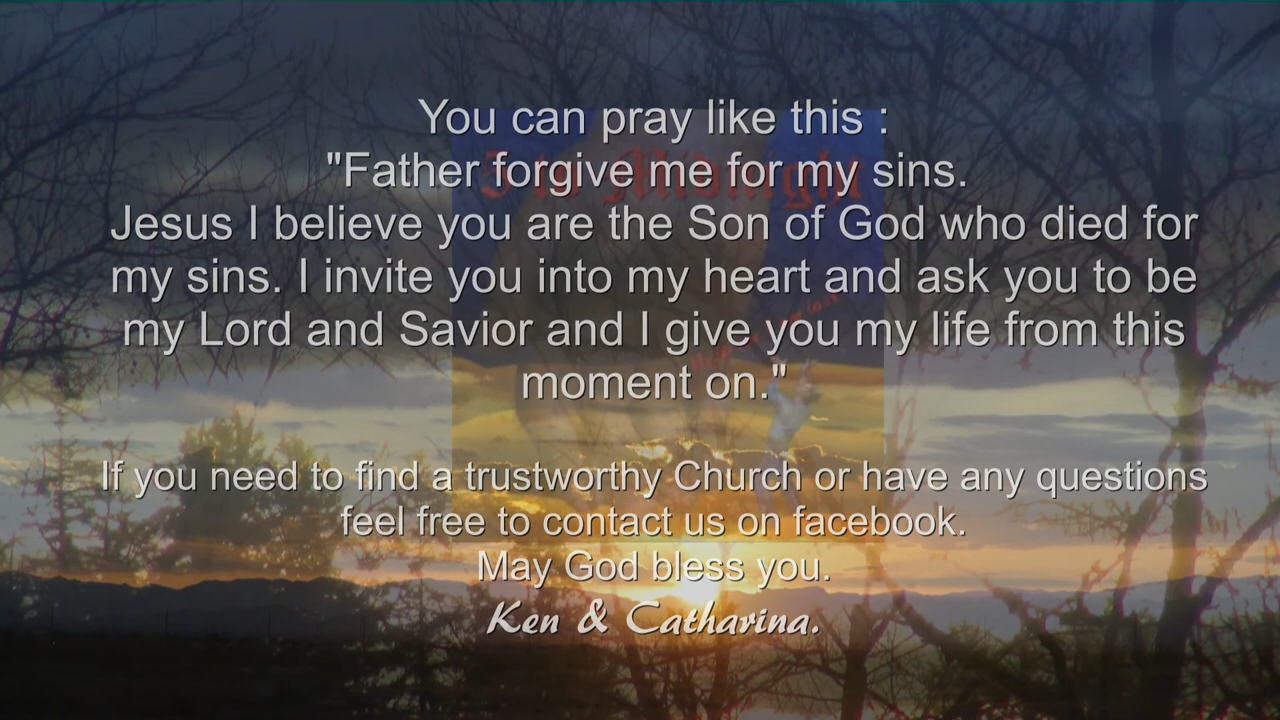 You can pray like this :
"Father forgive me for my sins.
Jesus I believe you are the Son of God who died for
my sins. I invite you into my heart and ask you to be
my Lord and Savior and I give you my life from this
moment on."
If you need to find a trustworthy Church or have any questions
feel free to contact us on facebook.
May God bless you.
Ken & Catharina.
5 to Midnight